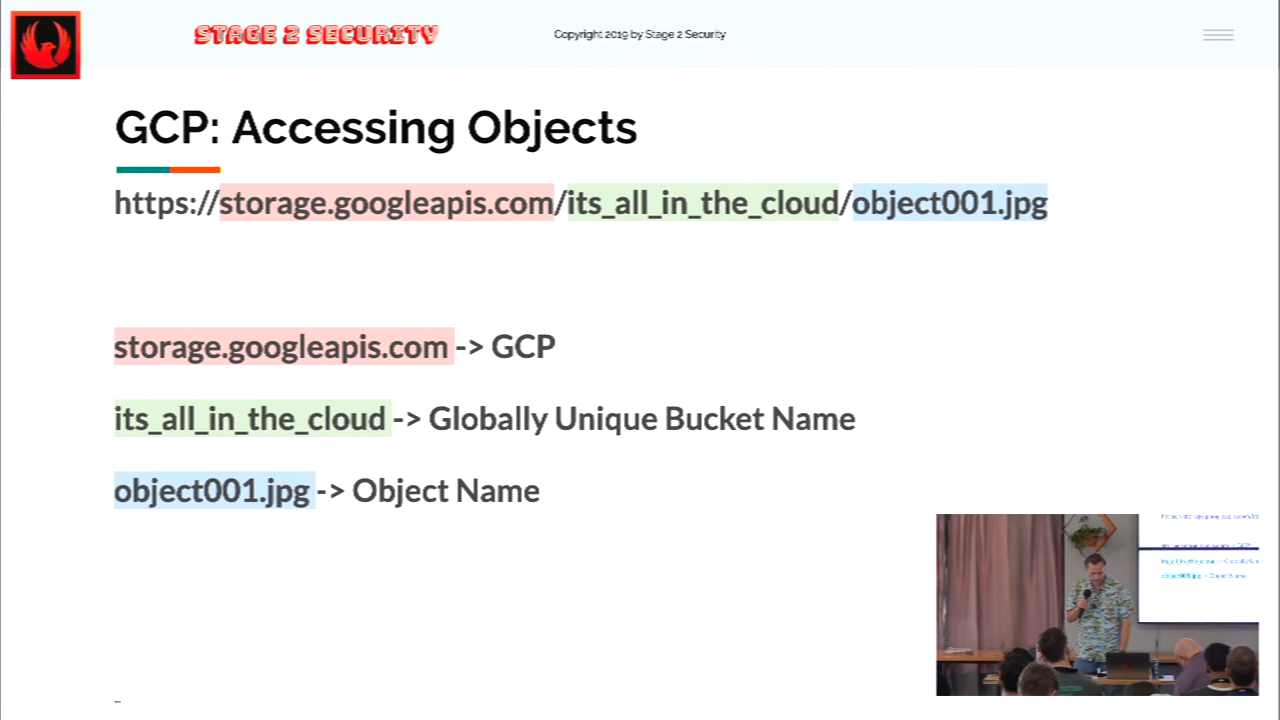 STAGE 2 SECURITY
Copyright 2019 by Stage 2 Security
GCP: Accessing Objects
https://storage.googleapis.com/its_all_in_the_cloud/object001.jpg
storage.googleapis.com -> GCP
its_all_in_the_cloud -> Globally Unique Bucket Name
object001.jpg -> Object Name